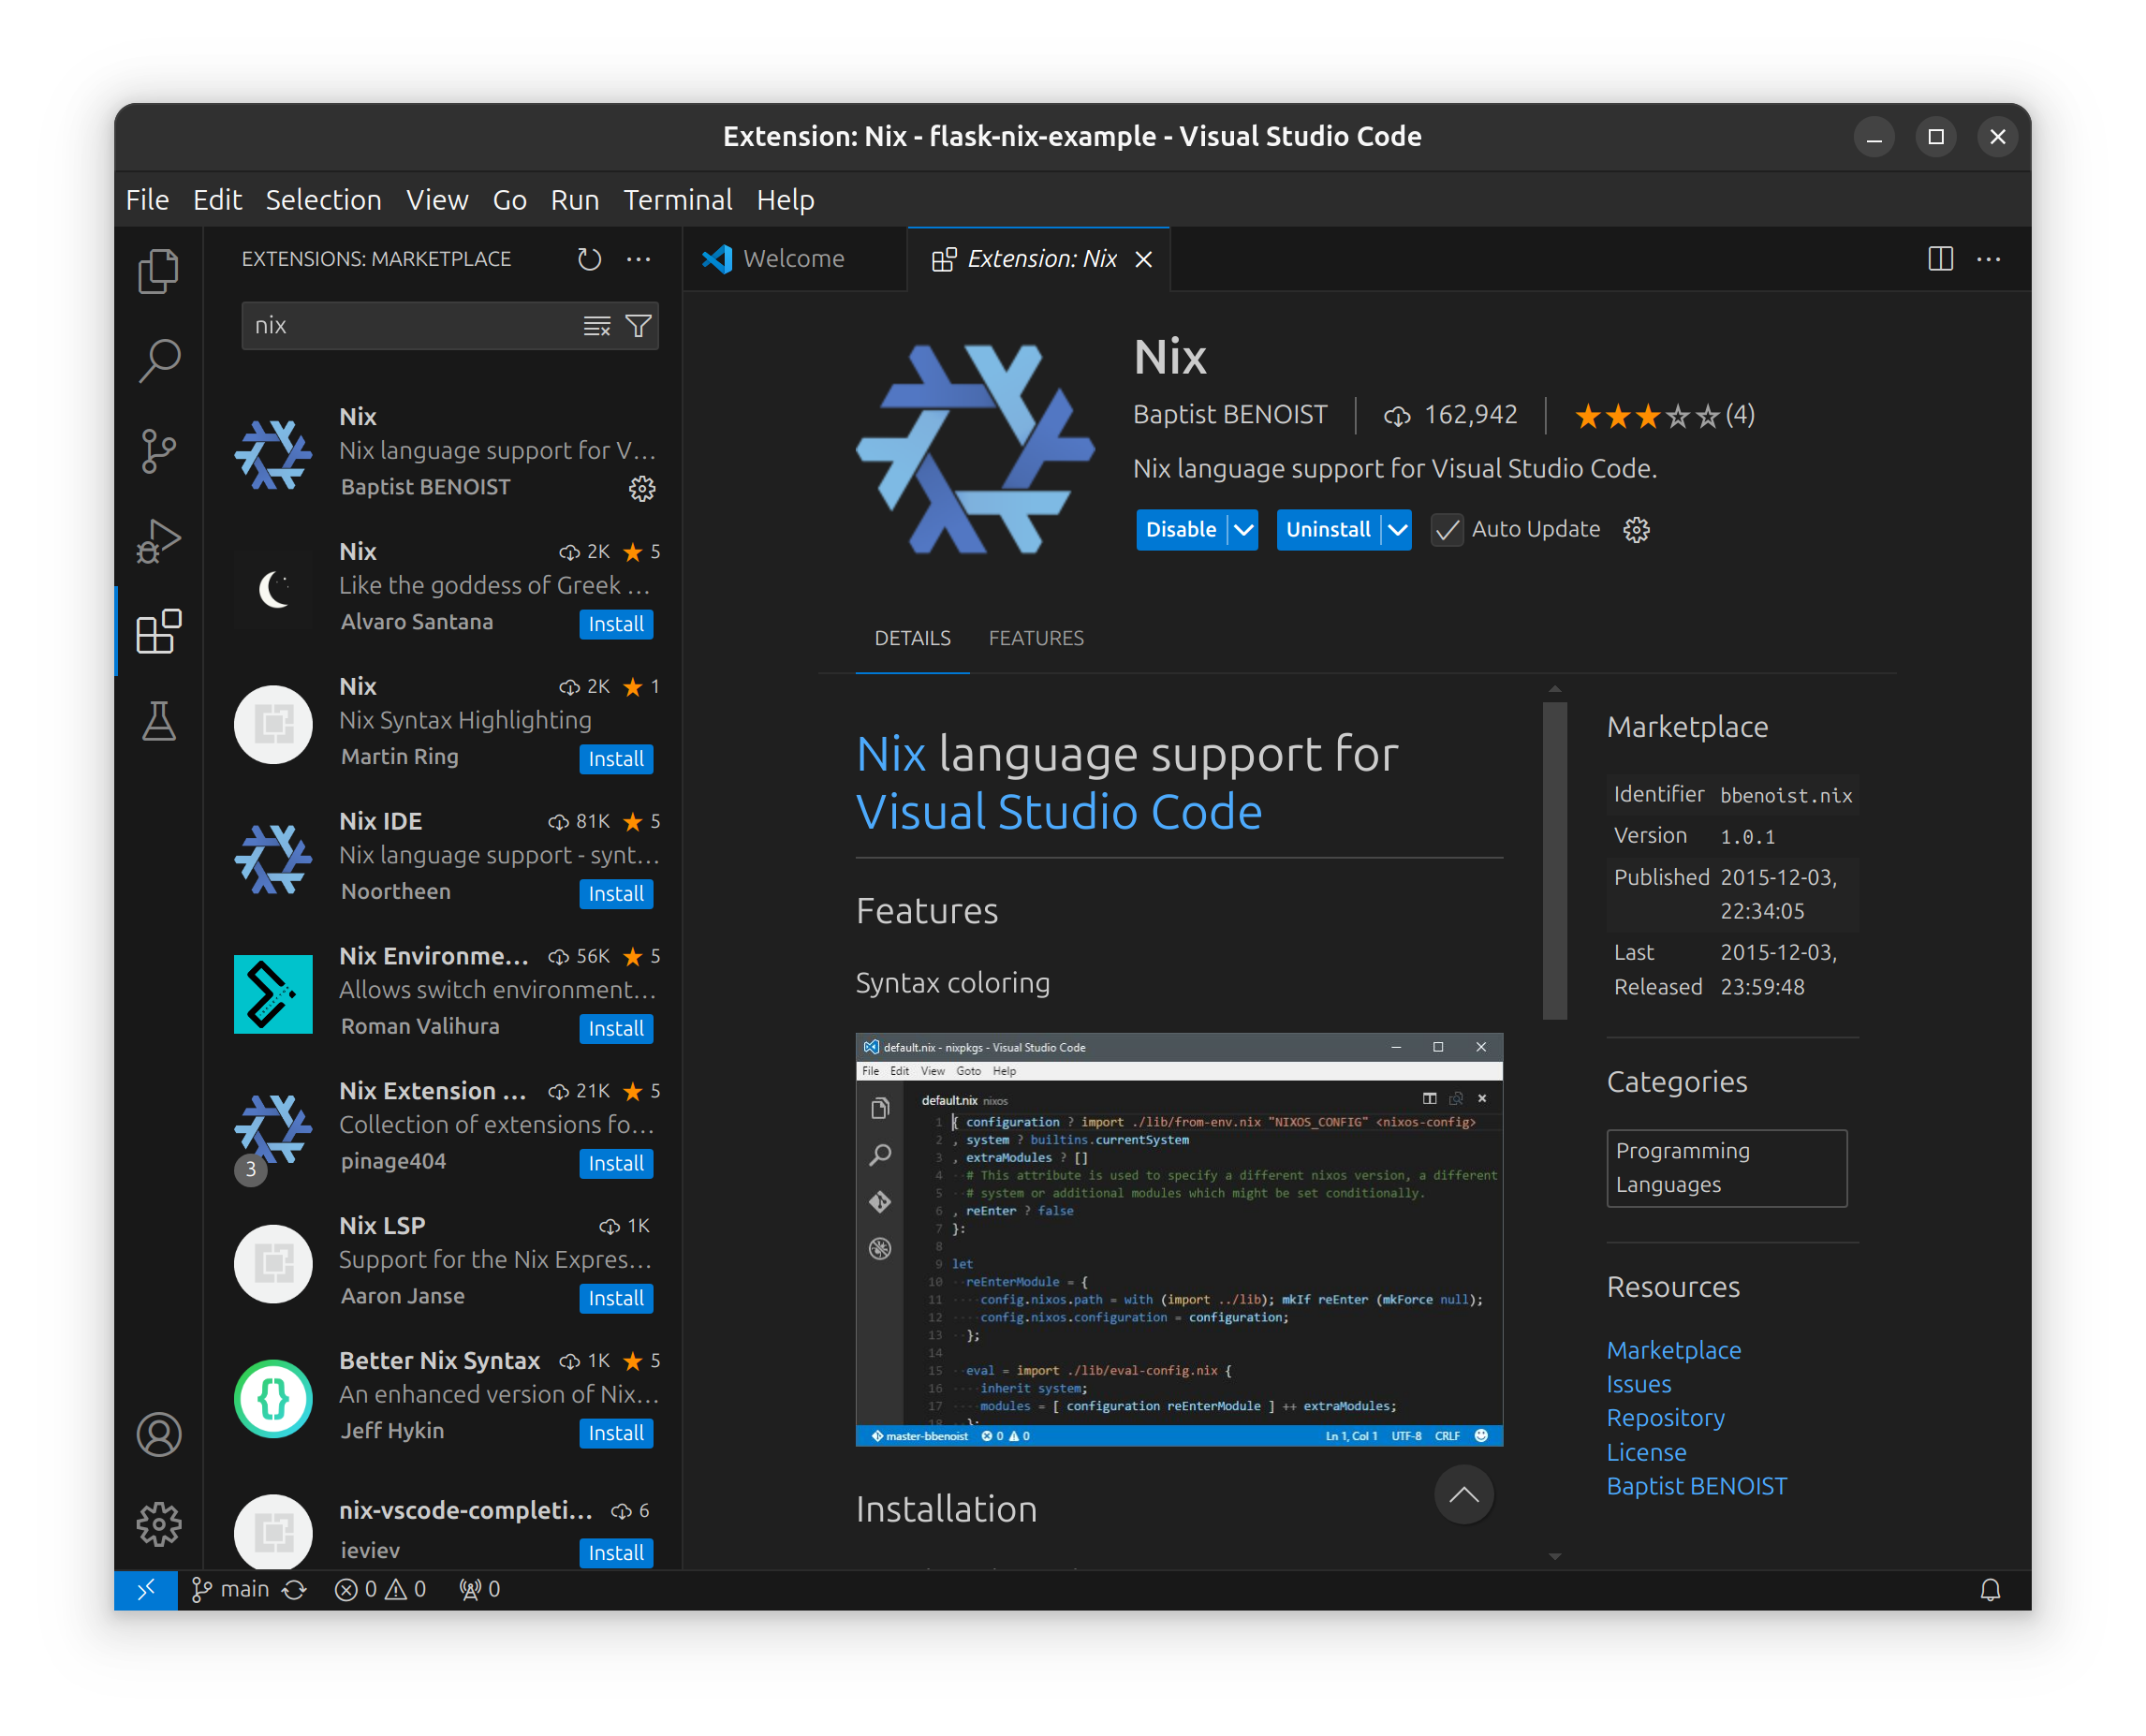 Extension: Nix - flask-nix-example - Visual Studio Code
File Edit Selection View Go Run Terminal Help
EXTENSIONS: MARKETPLACE
nix
Nix
Nix language support for V...
Baptist BENOIST
Nix 2K ★ 5
Like the goddess of Greek ...
Alvaro Santana Install
Nix 2K ★ 1
Nix Syntax Highlighting
Martin Ring Install
Nix IDE 81K ★ 5
Nix language support - synt...
Noortheen Install
Nix Environme... 56K ★ 5
Allows switch environment...
Roman Valihura Install
Nix Extension ... 21K ★ 5
Collection of extensions fo...
3 pinage404 Install
Nix LSP 1K
Support for the Nix Expres...
Aaron Janse Install
Better Nix Syntax 1K ★ 5
An enhanced version of Nix...
Jeff Hykin Install
nix-vscode-completi... 6
ieviev Install
Welcome Extension: Nix
Nix
Baptist BENOIST 162,942 ★★★☆☆(4)
Nix language support for Visual Studio Code.
Disable Uninstall Auto Update
DETAILS FEATURES
Nix language support for
Visual Studio Code
Features
Syntax coloring
default.nix - nixpkgs - Visual Studio Code
File Edit View Goto Help
default.nix nixos
1 { configuration ? import ./lib/from-env.nix "NIXOS_CONFIG" <nixos-config>
2 , system ? builtins.currentSystem
3 , extraModules ? []
4 # This attribute is used to specify a different nixos version, a different
5 # system or additional modules which might be set conditionally.
6 , reEnter ? false
7 }:
8
9 let
10 reEnterModule = {
11 config.nixos.path = with (import ../lib); mkIf reEnter (mkForce null);
12 config.nixos.configuration = configuration;
13 };
14
15 eval = import ./lib/eval-config.nix {
16 inherit system;
17 modules = [ configuration reEnterModule ] ++ extraModules;
18 };
master-bbenoist 0 0 Ln 1, Col 1 UTF-8 CRLF
Installation
Marketplace
Identifier bbenoist.nix
Version 1.0.1
Published 2015-12-03,
22:34:05
Last 2015-12-03,
Released 23:59:48
Categories
Programming
Languages
Resources
Marketplace
Issues
Repository
License
Baptist BENOIST
main 0 0 0